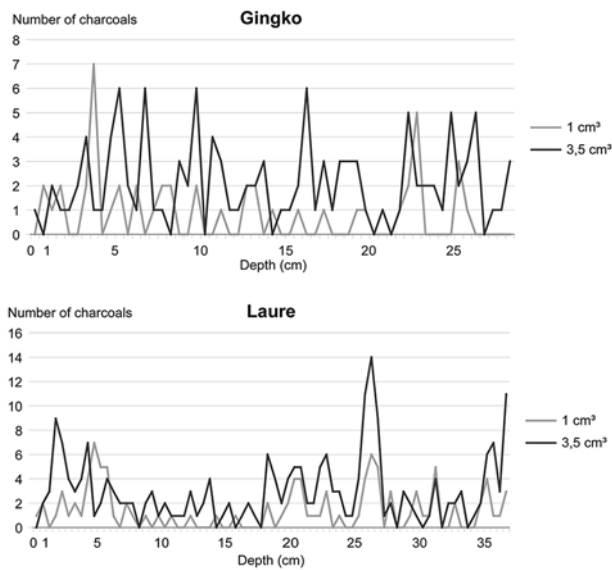 Number of charcoals
Gingko
8
7
6
5
4
3
2
1
0
0 1 5 10 15 20 25
Depth (cm)
1 cm³
3,5 cm³
Number of charcoals
Laure
16
14
12
10
8
6
4
2
0
0 1 5 10 15 20 25 30 35
Depth (cm)
1 cm³
3,5 cm³